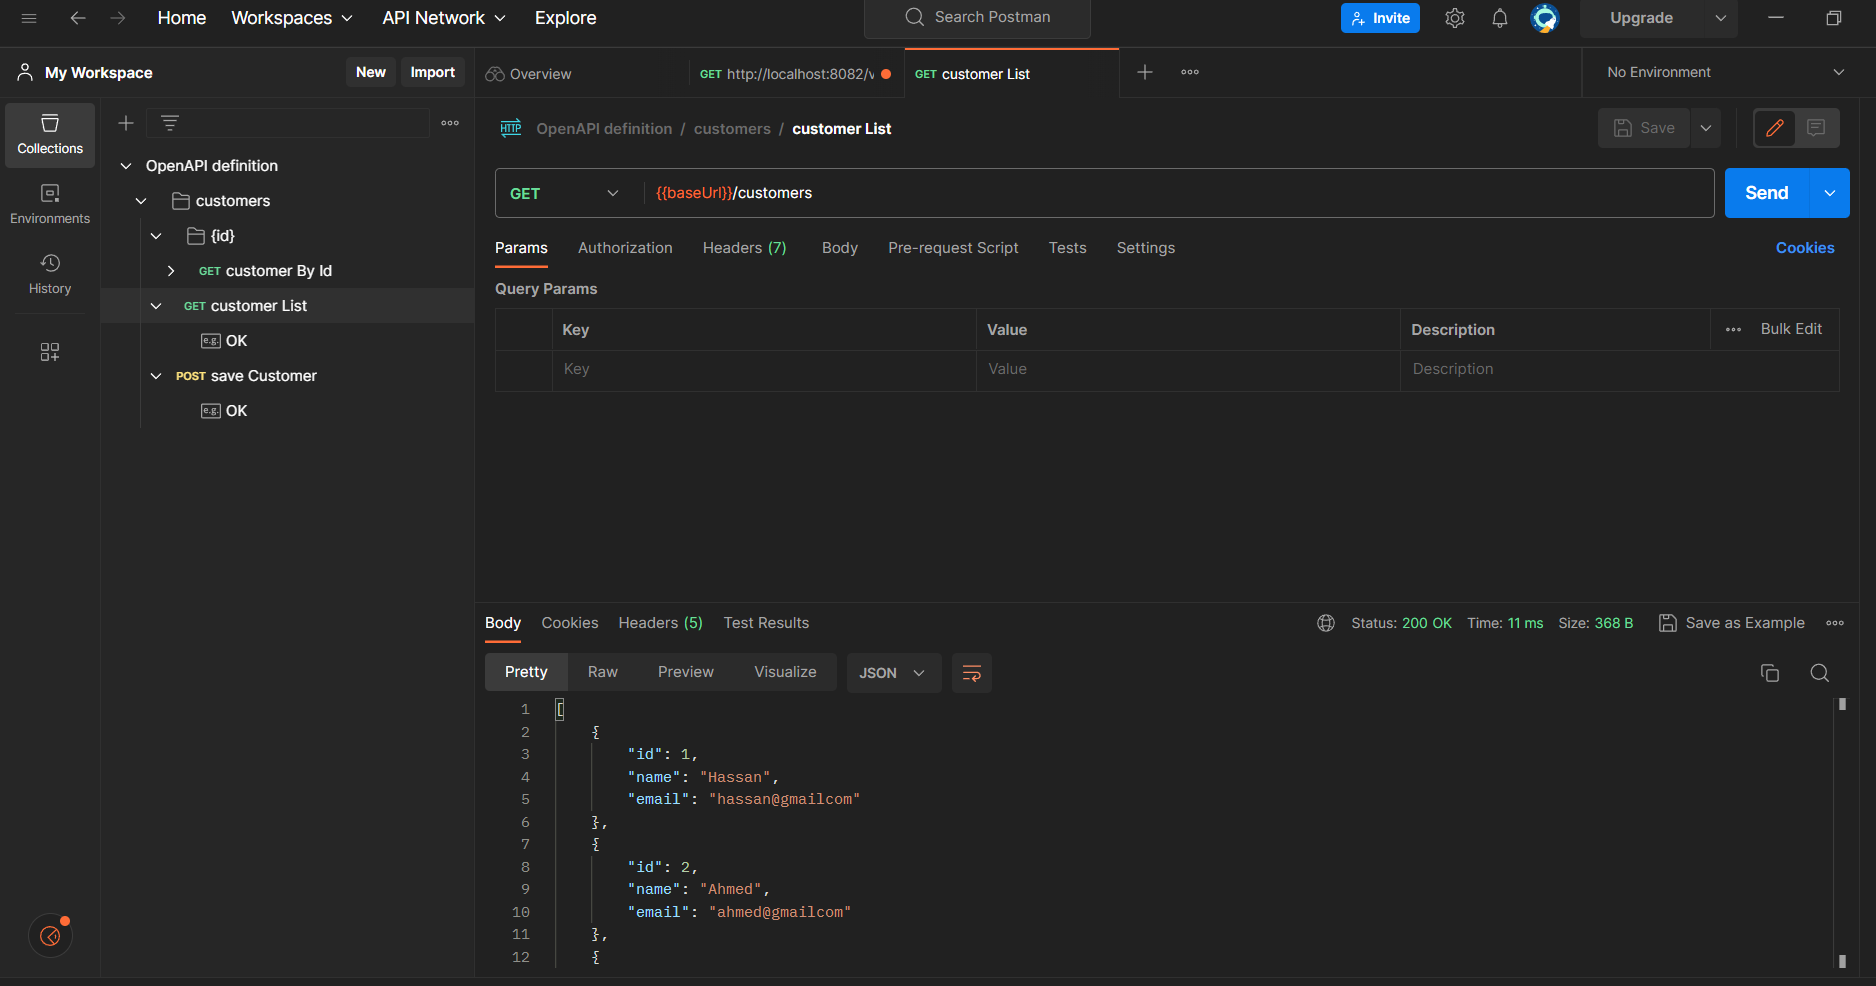 Home Workspaces API Network Explore Search Postman Invite Upgrade
My Workspace New Import
Overview GET http://localhost:8082/v GET customer List No Environment
Collections
Environments
History
OpenAPI definition
customers
{id}
GET customer By Id
GET customer List
e.g. OK
POST save Customer
e.g. OK
HTTP OpenAPI definition / customers / customer List Save
GET {{baseUrl}}/customers Send
Params Authorization Headers (7) Body Pre-request Script Tests Settings Cookies
Query Params
Key Value Description Bulk Edit
Key Value Description
Body Cookies Headers (5) Test Results Status: 200 OK Time: 11 ms Size: 368 B Save as Example
Pretty Raw Preview Visualize JSON
1 [
2 {
3 "id": 1,
4 "name": "Hassan",
5 "email": "hassan@gmailcom"
6 },
7 {
8 "id": 2,
9 "name": "Ahmed",
10 "email": "ahmed@gmailcom"
11 },
12 {